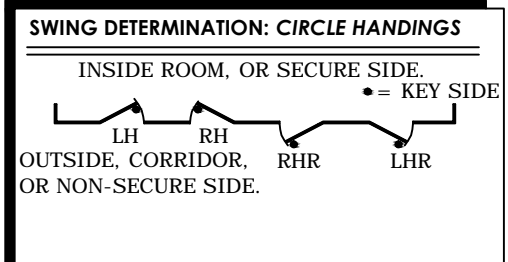 SWING DETERMINATION: CIRCLE HANDINGS
INSIDE ROOM, OR SECURE SIDE.
= KEY SIDE
LH RH
RHR LHR
OUTSIDE, CORRIDOR,
OR NON-SECURE SIDE.